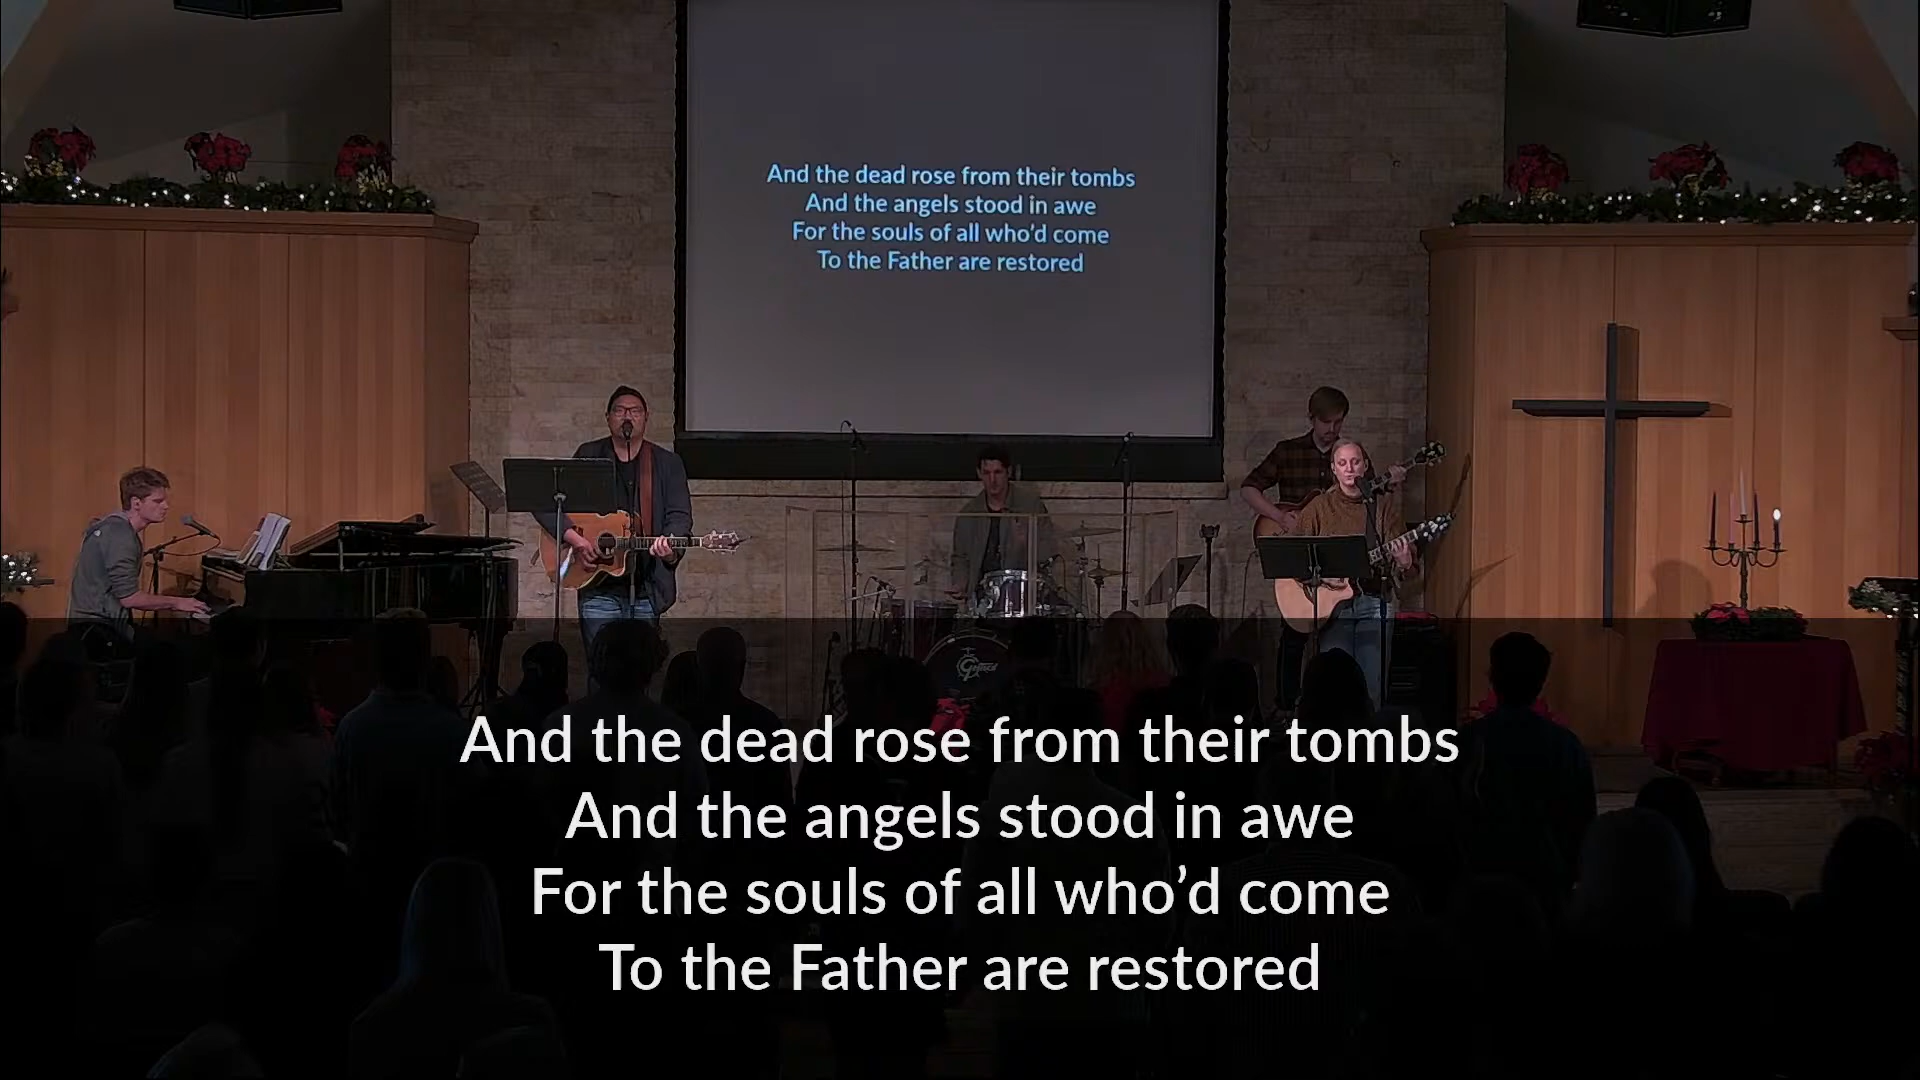 And the dead rose from their tombs
And the angels stood in awe
For the souls of all who'd come
To the Father are restored
Gretsch
And the dead rose from their tombs
And the angels stood in awe
For the souls of all who’d come
To the Father are restored